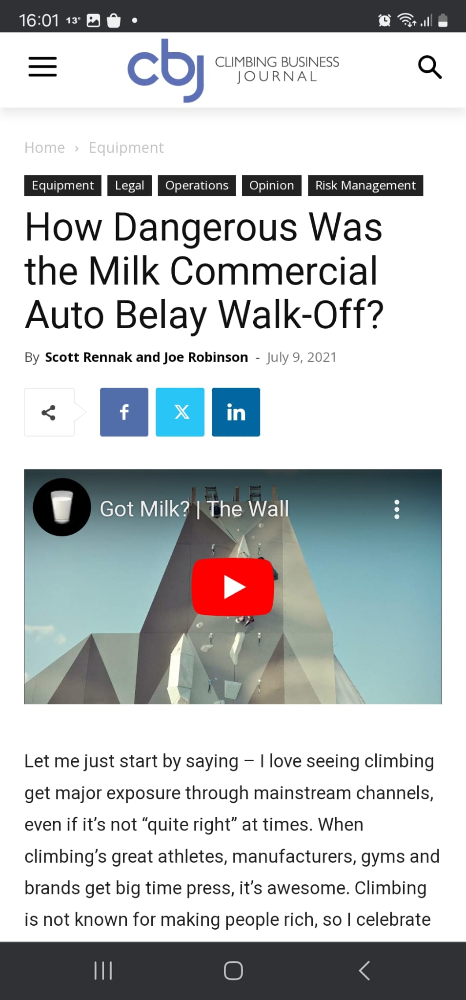 16:01 13°
cbj CLIMBING BUSINESS
JOURNAL
Home › Equipment
Equipment Legal Operations Opinion Risk Management
How Dangerous Was
the Milk Commercial
Auto Belay Walk-Off?
By Scott Rennak and Joe Robinson - July 9, 2021
f X in
Got Milk? | The Wall
Let me just start by saying – I love seeing climbing
get major exposure through mainstream channels,
even if it’s not “quite right” at times. When
climbing’s great athletes, manufacturers, gyms and
brands get big time press, it’s awesome. Climbing
is not known for making people rich, so I celebrate